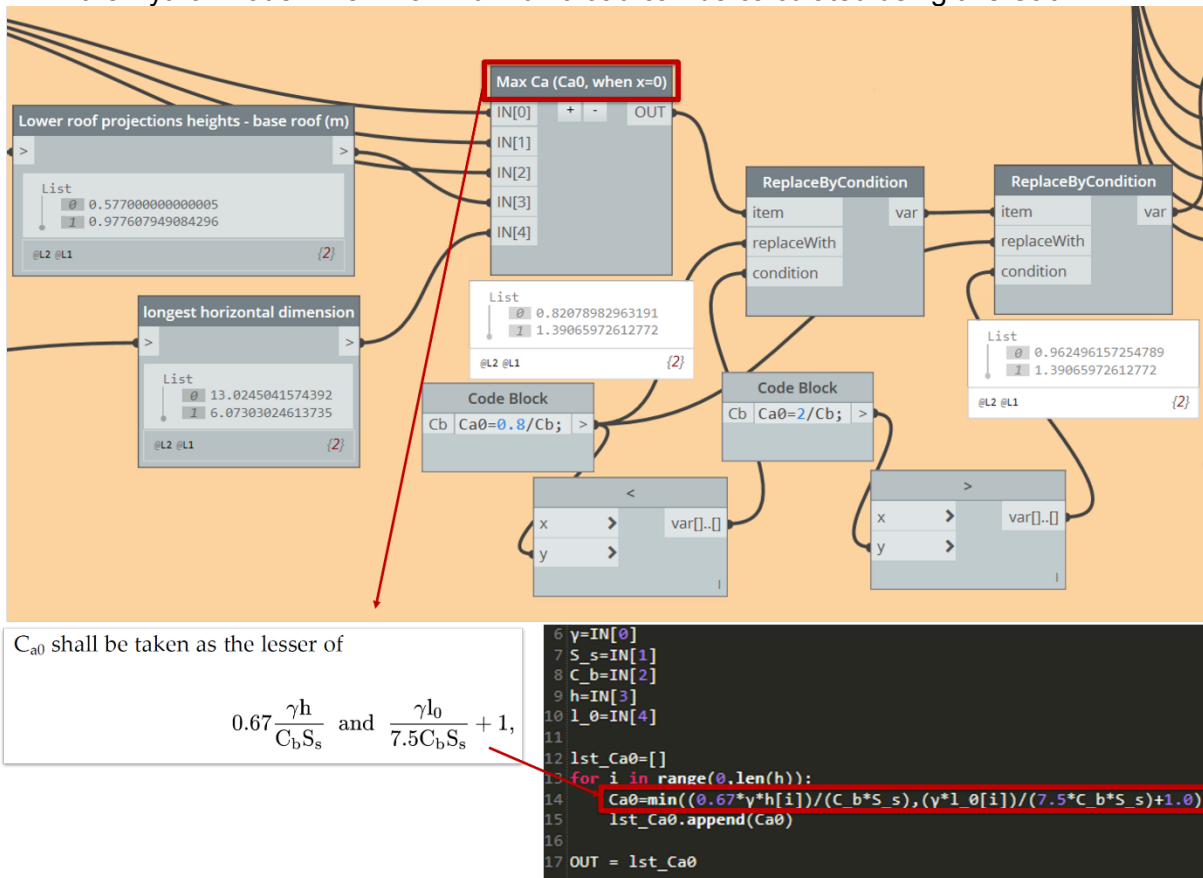 Max Ca (Ca0, when x=0)
IN[0] + - OUT
IN[1]
IN[2]
IN[3]
IN[4]
Lower roof projections heights - base roof (m)
> >
List
0 0.577000000000005
1 0.977607949084296
@L2 @L1 {2}
longest horizontal dimension
> >
List
0 13.0245041574392
1 6.07303024613735
@L2 @L1 {2}
List
0 0.82078982963191
1 1.39065972612772
@L2 @L1 {2}
ReplaceByCondition
item var
replaceWith
condition
ReplaceByCondition
item var
replaceWith
condition
List
0 0.962496157254789
1 1.39065972612772
@L2 @L1 {2}
Code Block
Cb Ca0=0.8/Cb; >
Code Block
Cb Ca0=2/Cb; >
<
x > var[]..[]
y >
l
>
x > var[]..[]
y >
l
C_a0 shall be taken as the lesser of
0.67 γh/(C_bS_s) and γl_0/(7.5C_bS_s) + 1,
6 γ=IN[0]
7 S_s=IN[1]
8 C_b=IN[2]
9 h=IN[3]
10 l_0=IN[4]
11
12 lst_Ca0=[]
13 for i in range(0,len(h)):
14 Ca0=min((0.67*γ*h[i])/(C_b*S_s),(γ*l_0[i])/(7.5*C_b*S_s)+1.0)
15 lst_Ca0.append(Ca0)
16
17 OUT = lst_Ca0